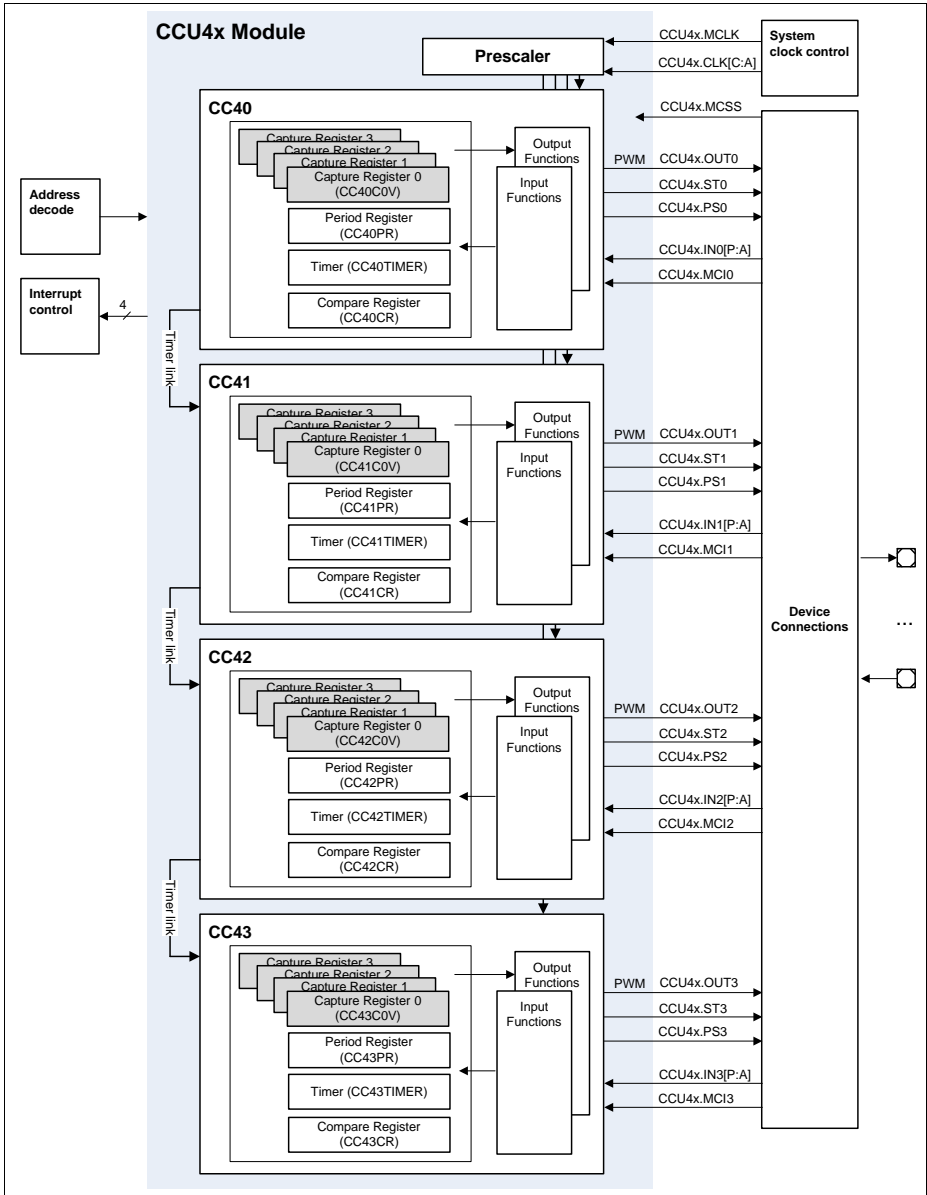 CCU4x Module
Prescaler
CCU4x.MCLK
CCU4x.CLK[C:A]
System
clock control
CCU4x.MCSS
Address
decode
Interrupt
control
4
CC40
Capture Register 3
Capture Register 2
Capture Register 1
Capture Register 0
(CC40C0V)
Period Register
(CC40PR)
Timer (CC40TIMER)
Compare Register
(CC40CR)
Output
Functions
Input
Functions
PWM
CCU4x.OUT0
CCU4x.ST0
CCU4x.PS0
CCU4x.IN0[P:A]
CCU4x.MCI0
Timer link
CC41
Capture Register 3
Capture Register 2
Capture Register 1
Capture Register 0
(CC41C0V)
Period Register
(CC41PR)
Timer (CC41TIMER)
Compare Register
(CC41CR)
Output
Functions
Input
Functions
PWM
CCU4x.OUT1
CCU4x.ST1
CCU4x.PS1
CCU4x.IN1[P:A]
CCU4x.MCI1
Device
Connections
...
Timer link
CC42
Capture Register 3
Capture Register 2
Capture Register 1
Capture Register 0
(CC42C0V)
Period Register
(CC42PR)
Timer (CC42TIMER)
Compare Register
(CC42CR)
Output
Functions
Input
Functions
PWM
CCU4x.OUT2
CCU4x.ST2
CCU4x.PS2
CCU4x.IN2[P:A]
CCU4x.MCI2
Timer link
CC43
Capture Register 3
Capture Register 2
Capture Register 1
Capture Register 0
(CC43C0V)
Period Register
(CC43PR)
Timer (CC43TIMER)
Compare Register
(CC43CR)
Output
Functions
Input
Functions
PWM
CCU4x.OUT3
CCU4x.ST3
CCU4x.PS3
CCU4x.IN3[P:A]
CCU4x.MCI3